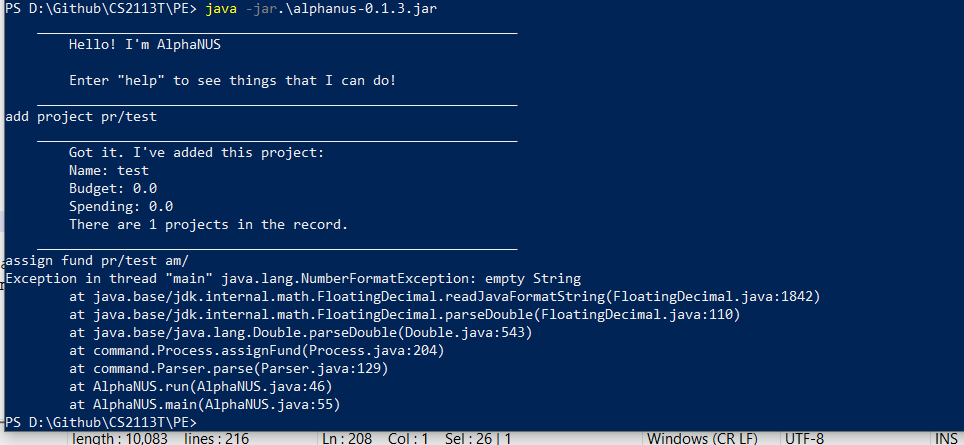 PS D:\Github\CS2113T\PE> java -jar.\alphanus-0.1.3.jar
Hello! I'm AlphaNUS
Enter "help" to see things that I can do!
add project pr/test
Got it. I've added this project:
Name: test
Budget: 0.0
Spending: 0.0
There are 1 projects in the record.
assign fund pr/test am/
Exception in thread "main" java.lang.NumberFormatException: empty String
at java.base/jdk.internal.math.FloatingDecimal.readJavaFormatString(FloatingDecimal.java:1842)
at java.base/jdk.internal.math.FloatingDecimal.parseDouble(FloatingDecimal.java:110)
at java.base/java.lang.Double.parseDouble(Double.java:543)
at command.Process.assignFund(Process.java:204)
at command.Parser.parse(Parser.java:129)
at AlphaNUS.run(AlphaNUS.java:46)
at AlphaNUS.main(AlphaNUS.java:55)
PS D:\Github\CS2113T\PE>
length : 10,083 lines : 216 Ln : 208 Col : 1 Sel : 26 | 1 Windows (CR LF) UTF-8 INS